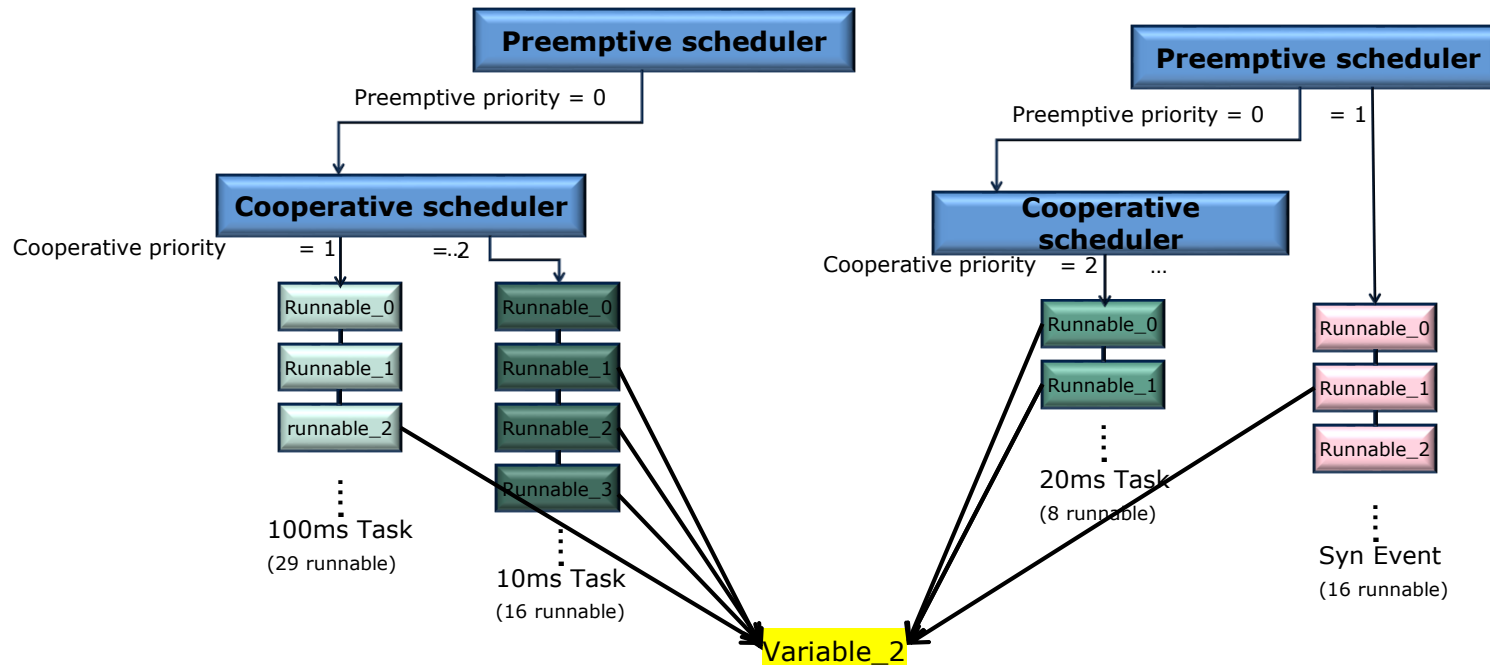 Preemptive scheduler
Preemptive priority = 0
Cooperative scheduler
Cooperative priority = 1 =..2
Runnable_0
Runnable_1
runnable_2
100ms Task
(29 runnable)
Runnable_0
Runnable_1
Runnable_2
Runnable_3
10ms Task
(16 runnable)
Preemptive scheduler
Preemptive priority = 0 = 1
Cooperative
scheduler
Cooperative priority = 2 ...
Runnable_0
Runnable_1
20ms Task
(8 runnable)
Runnable_0
Runnable_1
Runnable_2
Syn Event
(16 runnable)
Variable_2